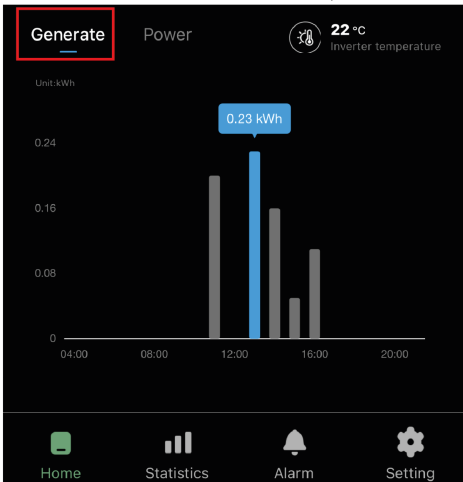 Generate Power 22 °C
Inverter temperature
Unit:kWh
0.23 kWh
0.24
0.16
0.08
0
04:00 08:00 12:00 16:00 20:00
Home Statistics Alarm Setting